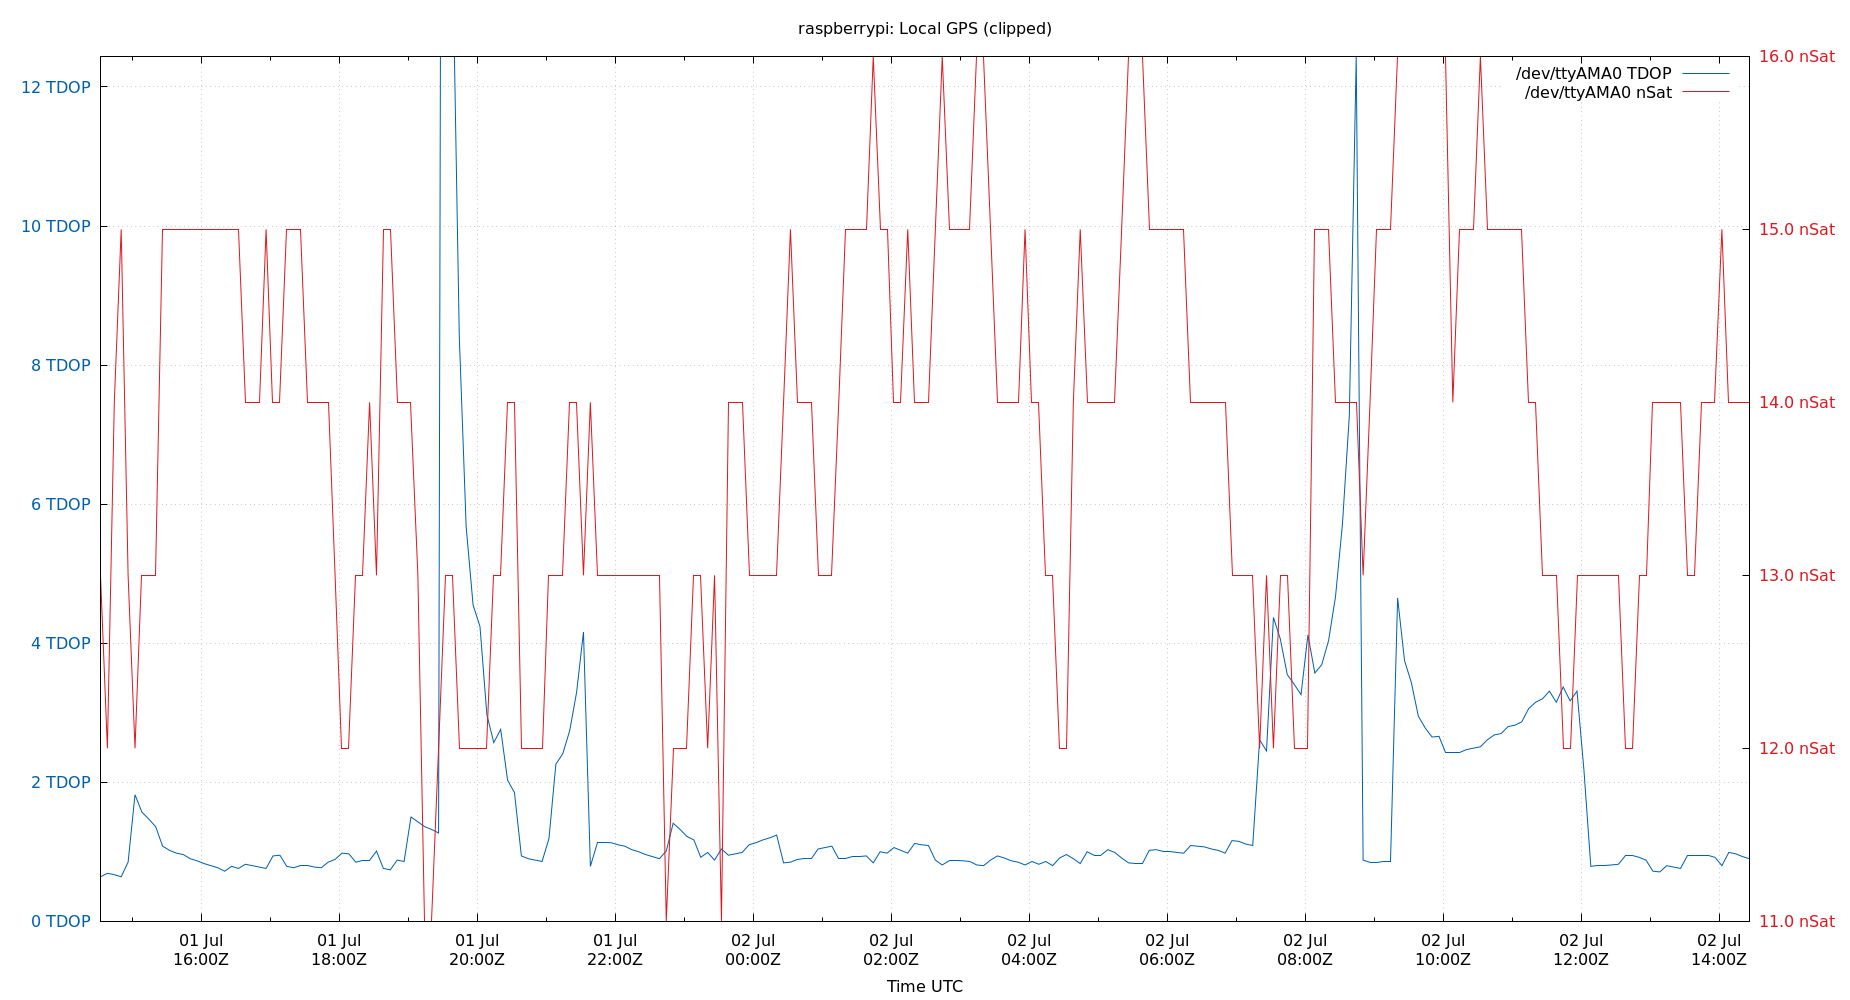 raspberrypi: Local GPS (clipped)
/dev/ttyAMA0 TDOP
/dev/ttyAMA0 nSat
12 TDOP
10 TDOP
8 TDOP
6 TDOP
4 TDOP
2 TDOP
0 TDOP
16.0 nSat
15.0 nSat
14.0 nSat
13.0 nSat
12.0 nSat
11.0 nSat
01 Jul
16:00Z
01 Jul
18:00Z
01 Jul
20:00Z
01 Jul
22:00Z
02 Jul
00:00Z
02 Jul
02:00Z
02 Jul
04:00Z
02 Jul
06:00Z
02 Jul
08:00Z
02 Jul
10:00Z
02 Jul
12:00Z
02 Jul
14:00Z
Time UTC